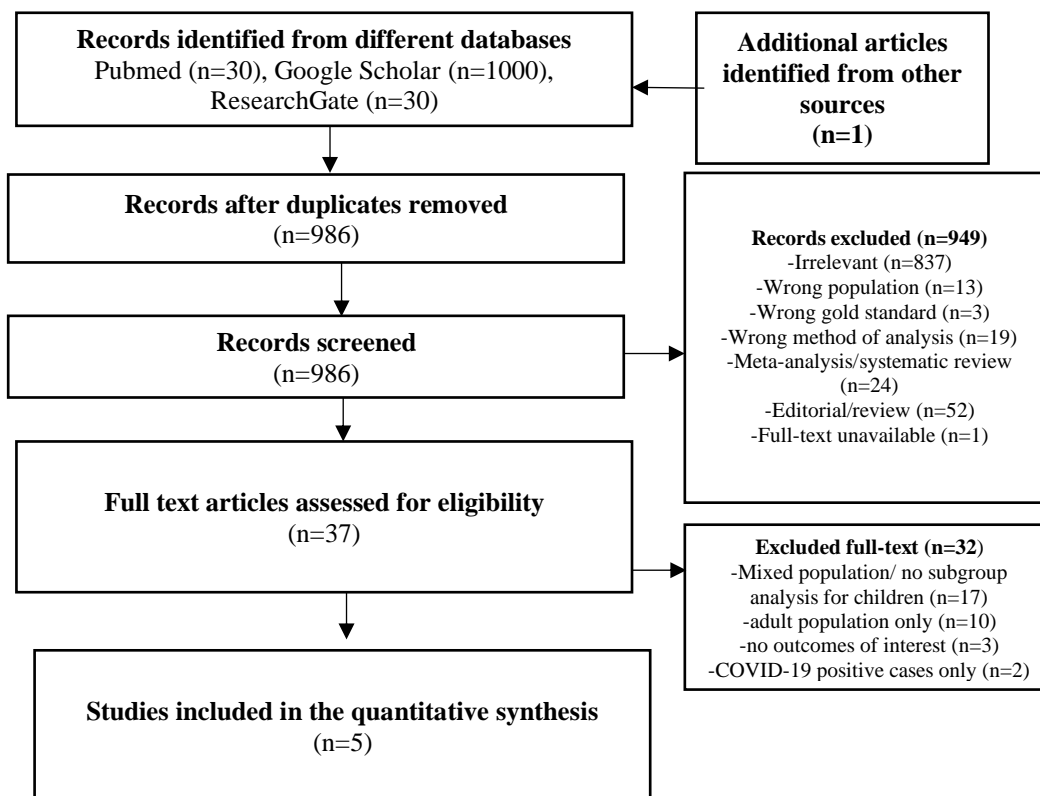 Records identified from different databases
Pubmed (n=30), Google Scholar (n=1000),
ResearchGate (n=30)
Additional articles
identified from other
sources
(n=1)
Records after duplicates removed
(n=986)
Records screened
(n=986)
Records excluded (n=949)
-Irrelevant (n=837)
-Wrong population (n=13)
-Wrong gold standard (n=3)
-Wrong method of analysis (n=19)
-Meta-analysis/systematic review
(n=24)
-Editorial/review (n=52)
-Full-text unavailable (n=1)
Full text articles assessed for eligibility
(n=37)
Excluded full-text (n=32)
-Mixed population/ no subgroup
analysis for children (n=17)
-adult population only (n=10)
-no outcomes of interest (n=3)
-COVID-19 positive cases only (n=2)
Studies included in the quantitative synthesis
(n=5)